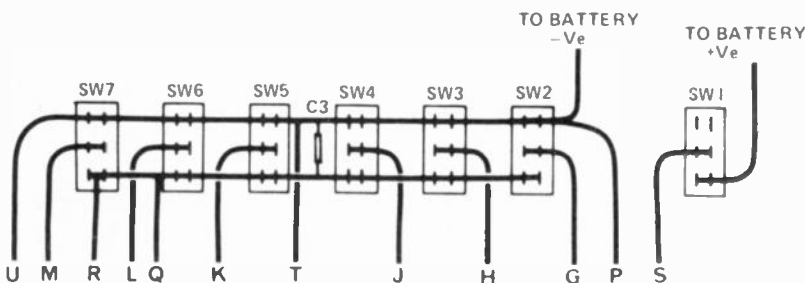 TO BATTERY
–Ve
TO BATTERY
+Ve
SW7 SW6 SW5 C3 SW4 SW3 SW2 SW1
U M R L Q K T J H G P S